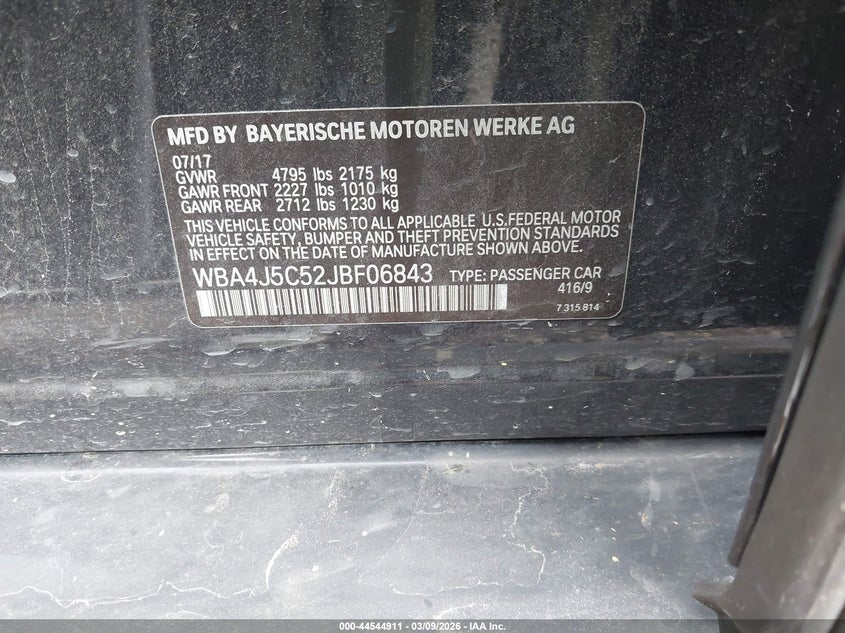 MFD BY BAYERISCHE MOTOREN WERKE AG
07/17
GVWR 4795 lbs 2175 kg
GAWR FRONT 2227 lbs 1010 kg
GAWR REAR 2712 lbs 1230 kg
THIS VEHICLE CONFORMS TO ALL APPLICABLE U.S.FEDERAL MOTOR
VEHICLE SAFETY, BUMPER AND THEFT PREVENTION STANDARDS
IN EFFECT ON THE DATE OF MANUFACTURE SHOWN ABOVE.
WBA4J5C52JBF06843 TYPE: PASSENGER CAR
416/9
7 315 814
000-44544911 - 03/09/2026 - IAA Inc.